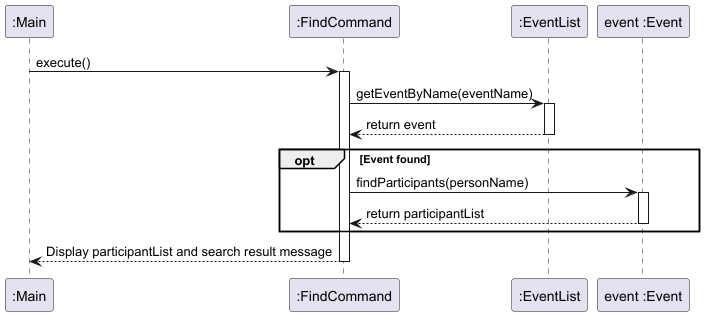 :Main
:FindCommand
:EventList
event :Event
execute()
getEventByName(eventName)
return event
opt
[Event found]
findParticipants(personName)
return participantList
Display participantList and search result message
:Main
:FindCommand
:EventList
event :Event